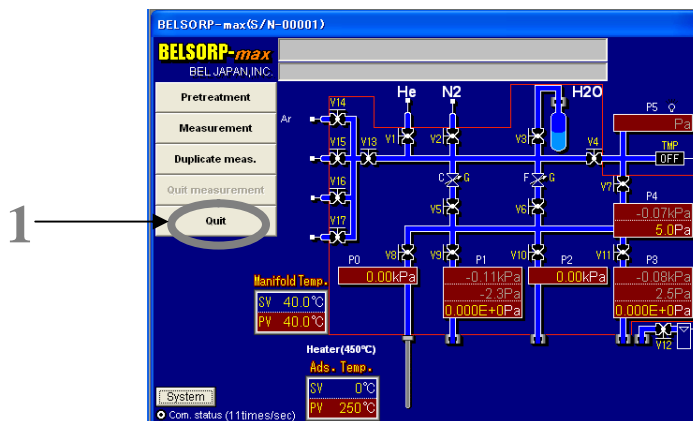 BELSORP-max(S/N-00001)
BELSORP-max
BEL JAPAN,INC.
Pretreatment
Measurement
Duplicate meas.
Quit measurement
Quit
1
He
N2
H2O
V14
Ar
V15
V13
V16
V17
V1
V2
V3
V4
P5
Pa
TMP
OFF
C
G
F
G
V7
V5
V6
P4
-0.07kPa
5.0Pa
V8
V9
V10
V11
P0
0.00kPa
P1
-0.11kPa
-2.3Pa
0.000E+0Pa
P2
0.00kPa
P3
-0.08kPa
2.5Pa
0.000E+0Pa
V12
Manifold Temp.
SV 40.0℃
PV 40.0℃
Heater(450℃)
Ads. Temp.
SV 0℃
PV 250℃
System
Com. status (11times/sec)